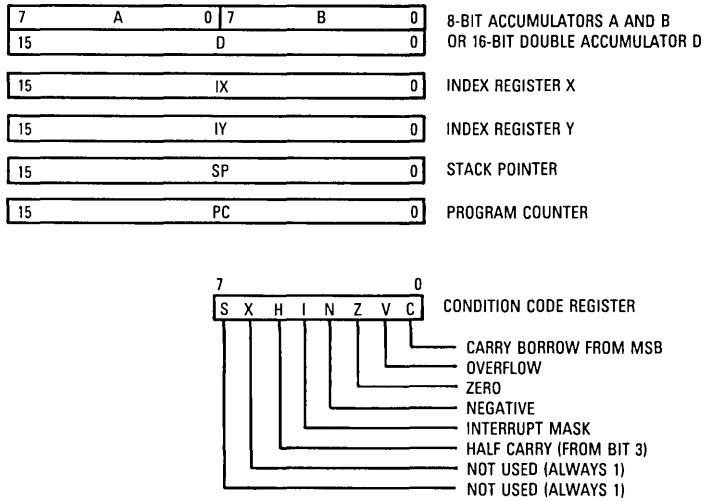 7 A 0 7 B 0 8-BIT ACCUMULATORS A AND B
15 D 0 OR 16-BIT DOUBLE ACCUMULATOR D
15 IX 0 INDEX REGISTER X
15 IY 0 INDEX REGISTER Y
15 SP 0 STACK POINTER
15 PC 0 PROGRAM COUNTER
7 0
S X H I N Z V C CONDITION CODE REGISTER
CARRY BORROW FROM MSB
OVERFLOW
ZERO
NEGATIVE
INTERRUPT MASK
HALF CARRY (FROM BIT 3)
NOT USED (ALWAYS 1)
NOT USED (ALWAYS 1)